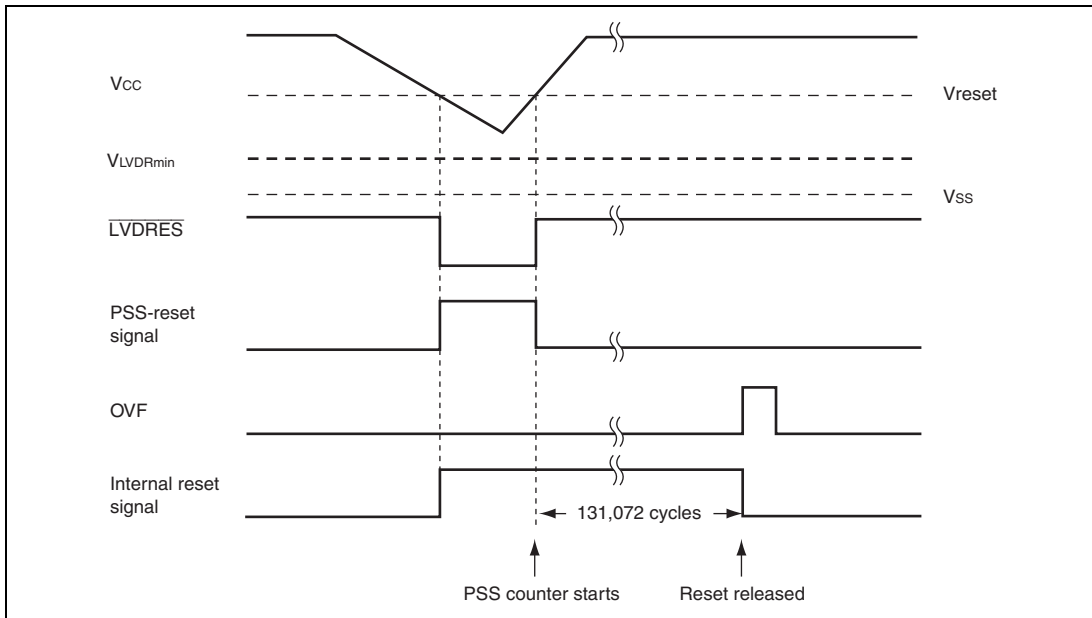 Vcc
Vreset
VLVDRmin
Vss
LVDRES
PSS-reset
signal
OVF
Internal reset
signal
131,072 cycles
PSS counter starts
Reset released